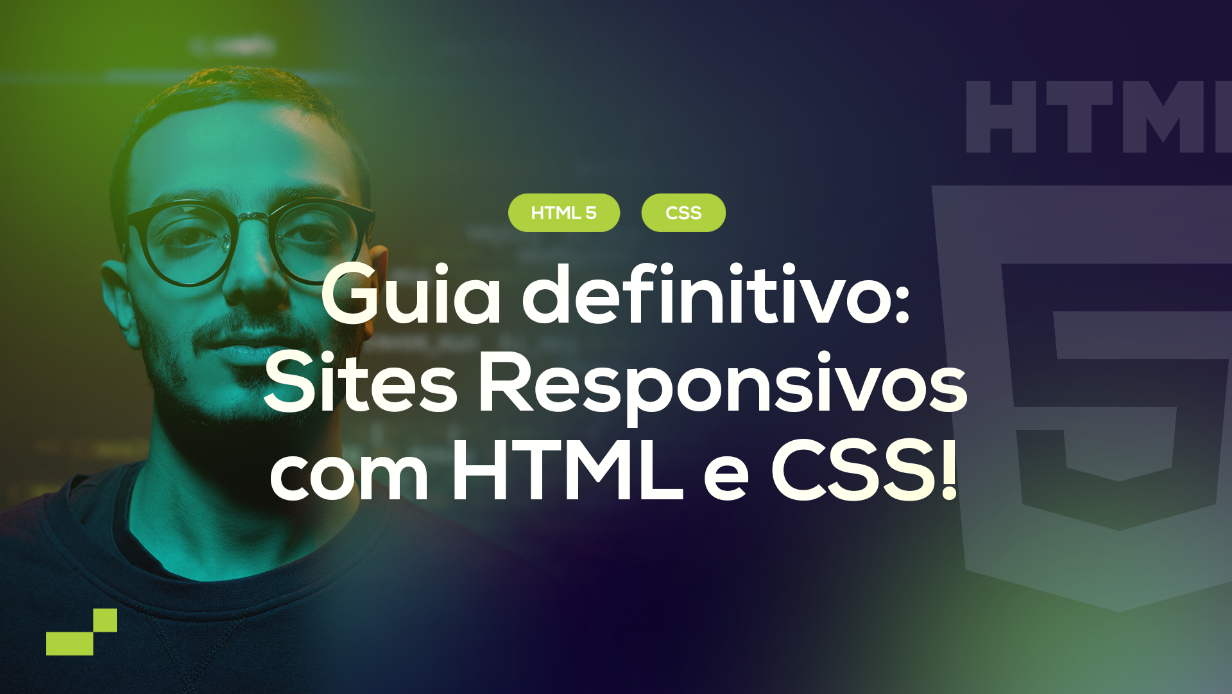 HTML
HTML 5
CSS
Guia definitivo:
Sites Responsivos
com HTML e CSS!